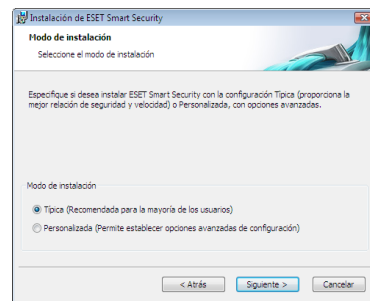 Instalación de ESET Smart Security
Modo de instalación
Seleccione el modo de instalación
Especifique si desea instalar ESET Smart Security con la configuración Típica (proporciona la
mejor relación de seguridad y velocidad) o Personalizada, con opciones avanzadas.
Modo de instalación
Típica (Recomendada para la mayoría de los usuarios)
Personalizada (Permite establecer opciones avanzadas de configuración)
< Atrás
Siguiente >
Cancelar